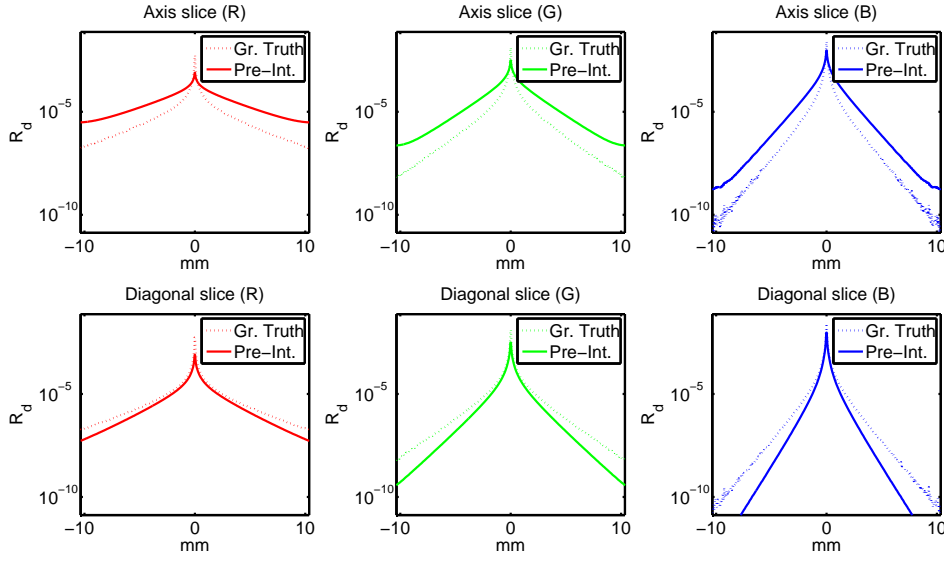 Axis slice (R)
Gr. Truth
Pre-Int.
10^-5
10^-10
R_d
-10 0 10
mm
Axis slice (G)
Gr. Truth
Pre-Int.
10^-5
10^-10
R_d
-10 0 10
mm
Axis slice (B)
Gr. Truth
Pre-Int.
10^-5
10^-10
R_d
-10 0 10
mm
Diagonal slice (R)
Gr. Truth
Pre-Int.
10^-5
10^-10
R_d
-10 0 10
mm
Diagonal slice (G)
Gr. Truth
Pre-Int.
10^-5
10^-10
R_d
-10 0 10
mm
Diagonal slice (B)
Gr. Truth
Pre-Int.
10^-5
10^-10
R_d
-10 0 10
mm